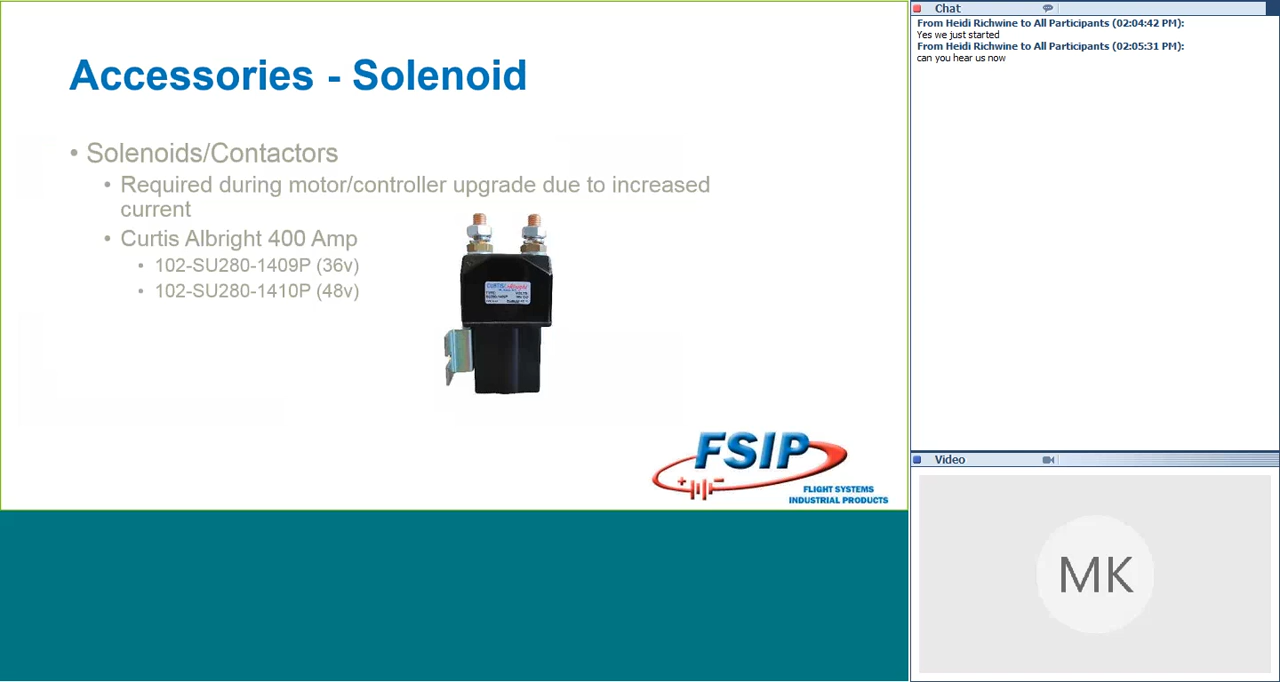 Accessories - Solenoid
• Solenoids/Contactors
• Required during motor/controller upgrade due to increased
current
• Curtis Albright 400 Amp
• 102-SU280-1409P (36v)
• 102-SU280-1410P (48v)
CURTIS/Albright
FSIP
FLIGHT SYSTEMS
INDUSTRIAL PRODUCTS
Chat
From Heidi Richwine to All Participants (02:04:42 PM):
Yes we just started
From Heidi Richwine to All Participants (02:05:31 PM):
can you hear us now
Video
MK